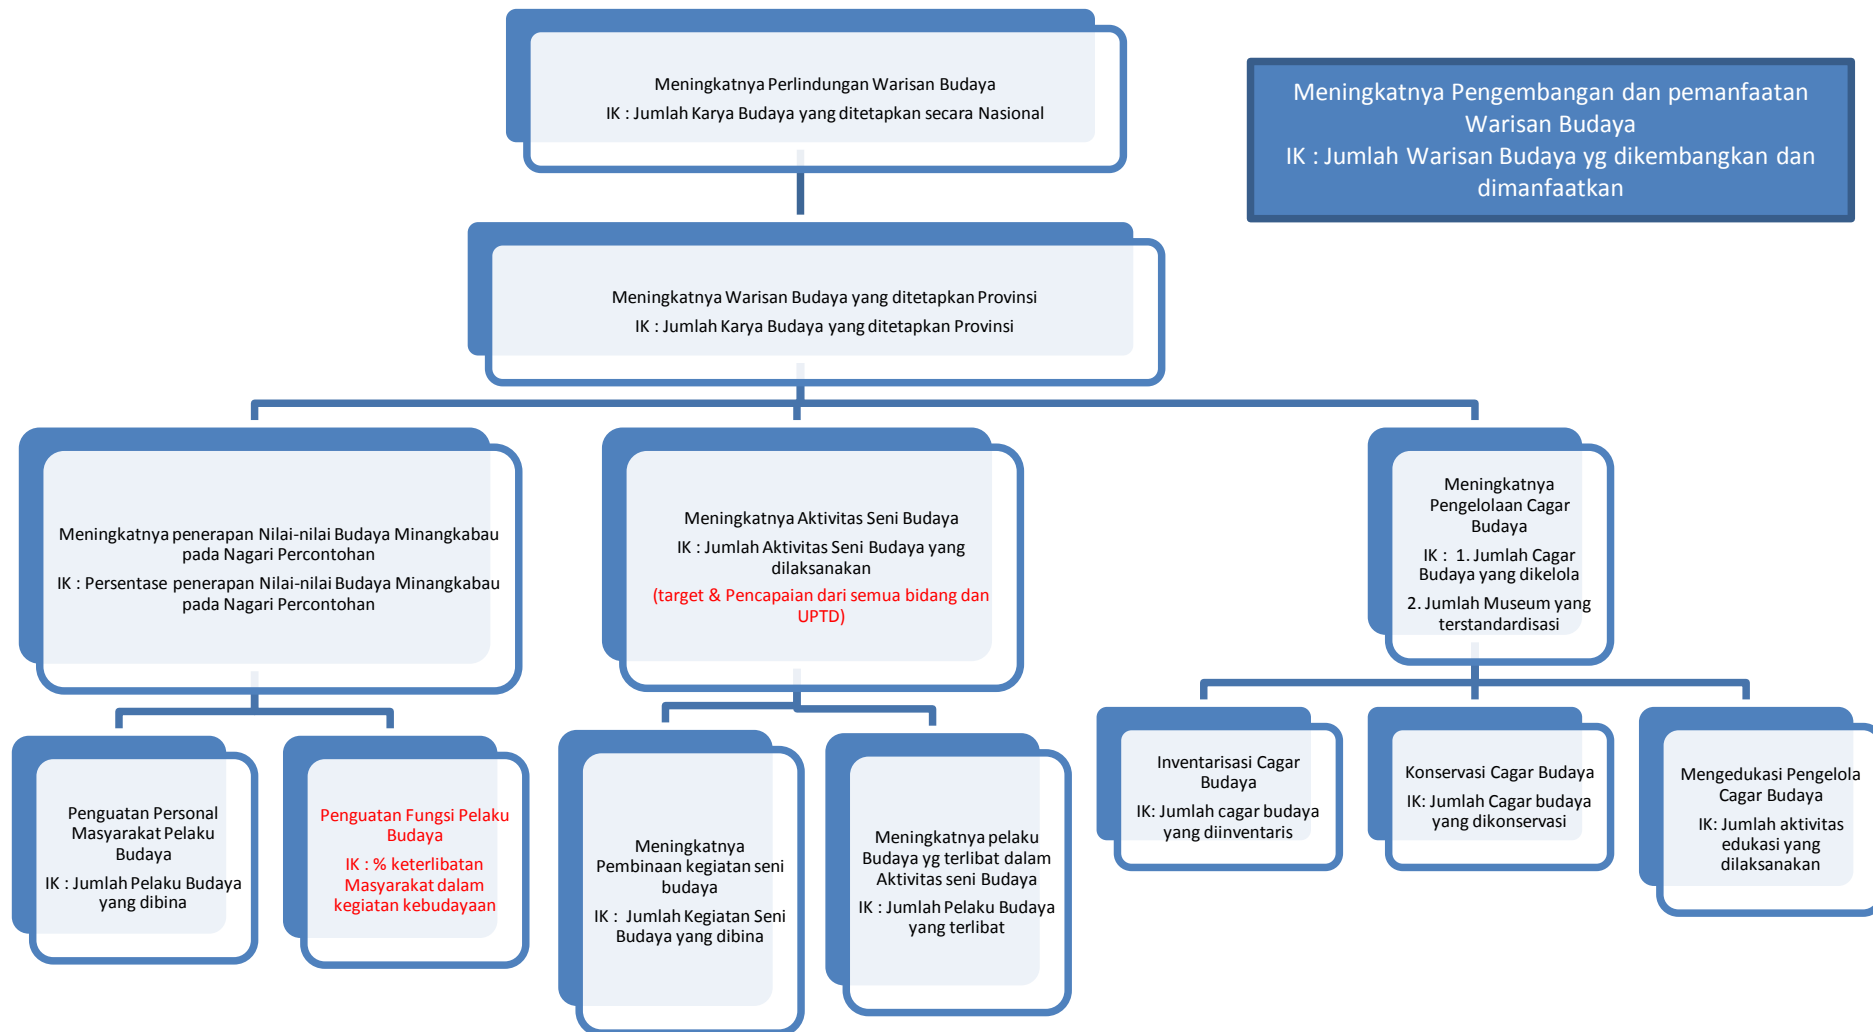 Meningkatnya Perlindungan Warisan Budaya
IK : Jumlah Karya Budaya yang ditetapkan secara Nasional
Meningkatnya Pengembangan dan pemanfaatan
Warisan Budaya
IK : Jumlah Warisan Budaya yg dikembangkan dan
dimanfaatkan
Meningkatnya Warisan Budaya yang ditetapkan Provinsi
IK : Jumlah Karya Budaya yang ditetapkan Provinsi
Meningkatnya penerapan Nilai-nilai Budaya Minangkabau
pada Nagari Percontohan
IK : Persentase penerapan Nilai-nilai Budaya Minangkabau
pada Nagari Percontohan
Meningkatnya Aktivitas Seni Budaya
IK : Jumlah Aktivitas Seni Budaya yang
dilaksanakan
(target & Pencapaian dari semua bidang dan
UPTD)
Meningkatnya
Pengelolaan Cagar
Budaya
IK :  1. Jumlah Cagar
Budaya yang dikelola
2. Jumlah Museum yang
terstandardisasi
Penguatan Personal
Masyarakat Pelaku
Budaya
IK : Jumlah Pelaku Budaya
yang dibina
Penguatan Fungsi Pelaku
Budaya
IK : % keterlibatan
Masyarakat dalam
kegiatan kebudayaan
Meningkatnya
Pembinaan kegiatan seni
budaya
IK :  Jumlah Kegiatan Seni
Budaya yang dibina
Meningkatnya pelaku
Budaya yg terlibat dalam
Aktivitas seni Budaya
IK : Jumlah Pelaku Budaya
yang terlibat
Inventarisasi Cagar
Budaya
IK: Jumlah cagar budaya
yang diinventaris
Konservasi Cagar Budaya
IK: Jumlah Cagar budaya
yang dikonservasi
Mengedukasi Pengelola
Cagar Budaya
IK: Jumlah aktivitas
edukasi yang
dilaksanakan